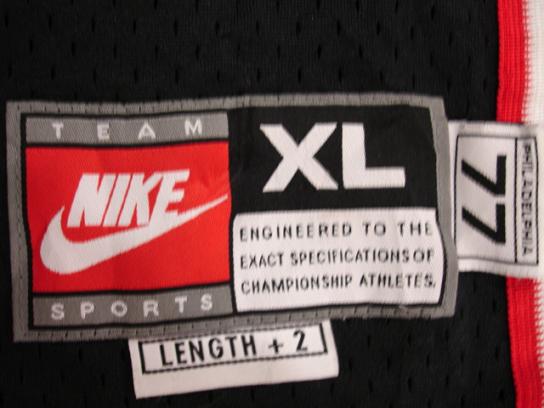 TEAM
NIKE
SPORTS
XL
ENGINEERED TO THE
EXACT SPECIFICATIONS OF
CHAMPIONSHIP ATHLETES.
77
PHILADELPHIA
LENGTH + 2